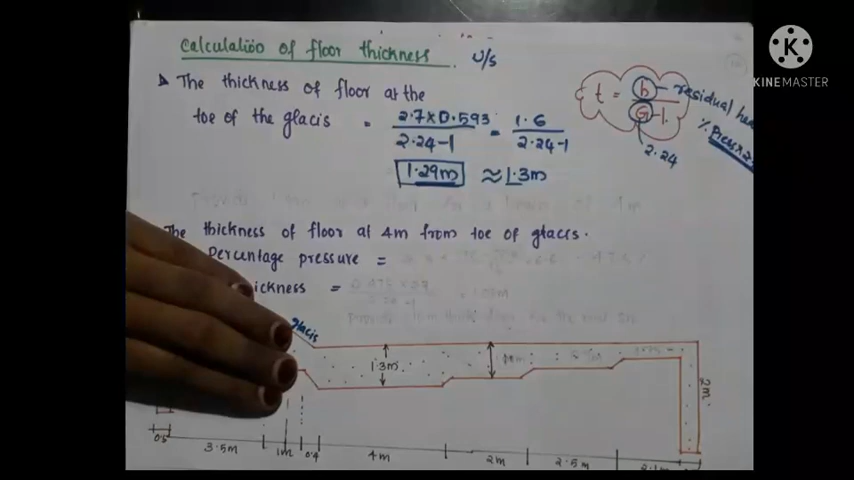 Calculation of floor thickness. U/S
The thickness of floor at the
toe of the glacis = 2.7×0.593 / 2.24-1 = 1.6 / 2.24-1
1.29m ≈ 1.3m
t = h / G-1
residual
2.24
KINEMASTER
The thickness of floor at 4m from toe of glacis.
Percentage pressure =
=
glacis
1.3m
2m
0.5
3.5m 1m 0.4 4m 2m 2.5m 2.1m